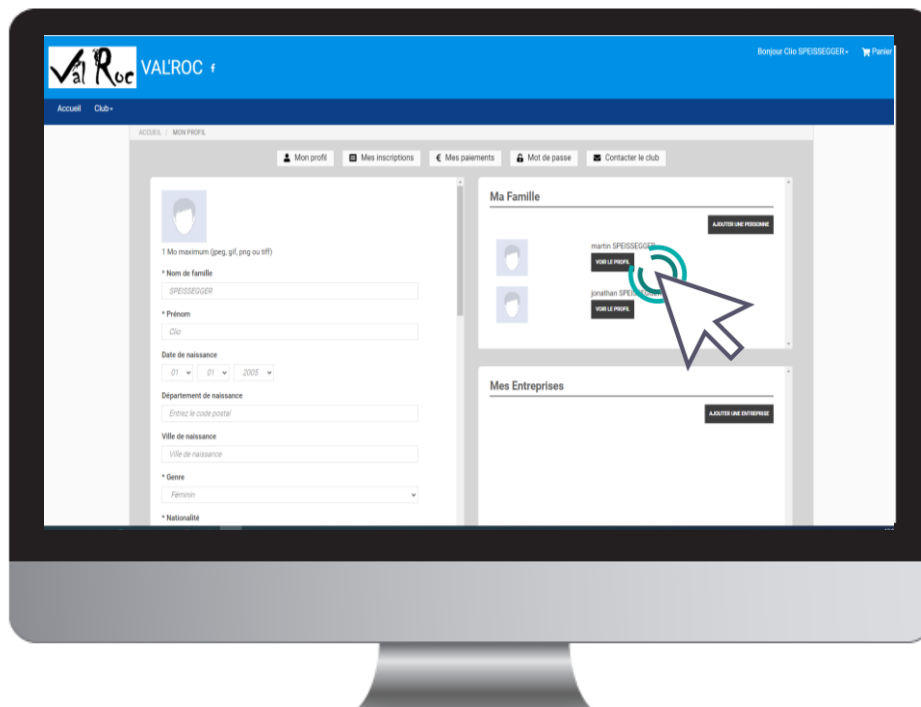 Val Roc
VAL'ROC f
Bonjour Clio SPEISSEGGER
Panier
Accueil Club
ACCUEIL | MON PROFIL
Mon profil
Mes inscriptions
€ Mes paiements
Mot de passe
Contacter le club
1 Mo maximum (jpeg, gif, png ou tiff)
* Nom de famille
SPEISSEGGER
* Prénom
Clio
Date de naissance
01 01 2005
Département de naissance
Entrez le code postal
Ville de naissance
Ville de naissance
* Genre
Féminin
* Nationalité
Ma Famille
AJOUTER UNE PERSONNE
martin SPEISSEGGER
VOIR LE PROFIL
jonathan SPEISSEGGER
VOIR LE PROFIL
Mes Entreprises
AJOUTER UNE ENTREPRISE